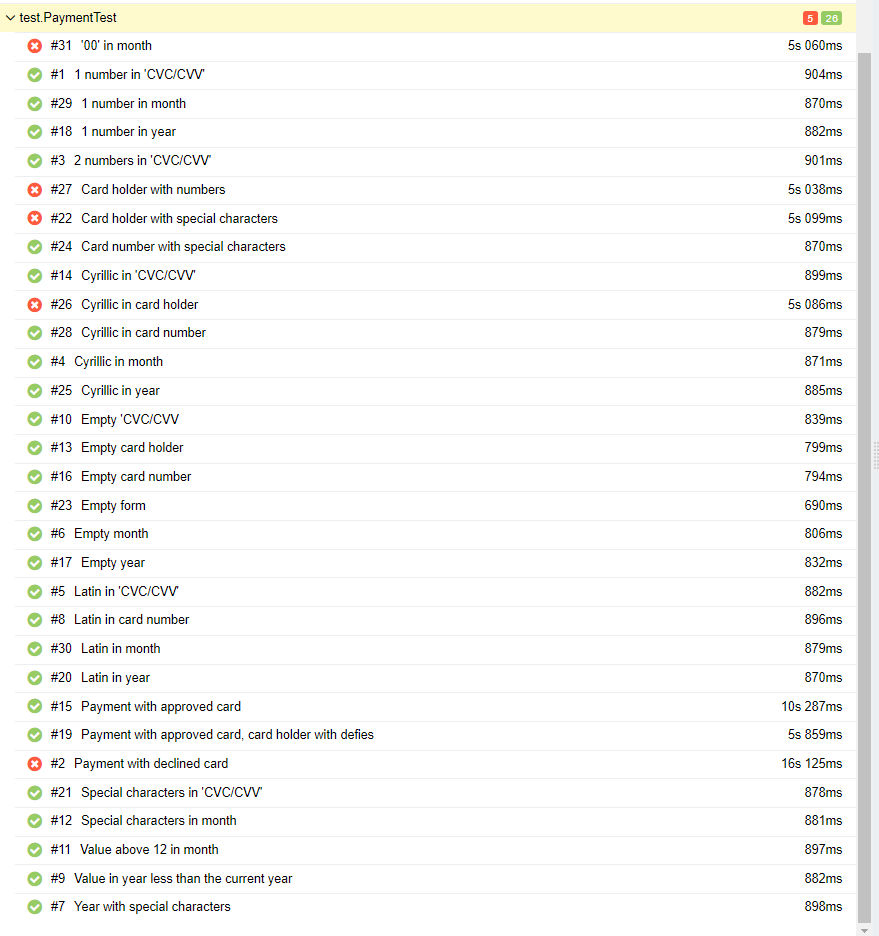 test.PaymentTest 5 26
#31 '00' in month 5s 060ms
#1 1 number in 'CVC/CVV' 904ms
#29 1 number in month 870ms
#18 1 number in year 882ms
#3 2 numbers in 'CVC/CVV' 901ms
#27 Card holder with numbers 5s 038ms
#22 Card holder with special characters 5s 099ms
#24 Card number with special characters 870ms
#14 Cyrillic in 'CVC/CVV' 899ms
#26 Cyrillic in card holder 5s 086ms
#28 Cyrillic in card number 879ms
#4 Cyrillic in month 871ms
#25 Cyrillic in year 885ms
#10 Empty 'CVC/CVV 839ms
#13 Empty card holder 799ms
#16 Empty card number 794ms
#23 Empty form 690ms
#6 Empty month 806ms
#17 Empty year 832ms
#5 Latin in 'CVC/CVV' 882ms
#8 Latin in card number 896ms
#30 Latin in month 879ms
#20 Latin in year 870ms
#15 Payment with approved card 10s 287ms
#19 Payment with approved card, card holder with defies 5s 859ms
#2 Payment with declined card 16s 125ms
#21 Special characters in 'CVC/CVV' 878ms
#12 Special characters in month 881ms
#11 Value above 12 in month 897ms
#9 Value in year less than the current year 882ms
#7 Year with special characters 898ms